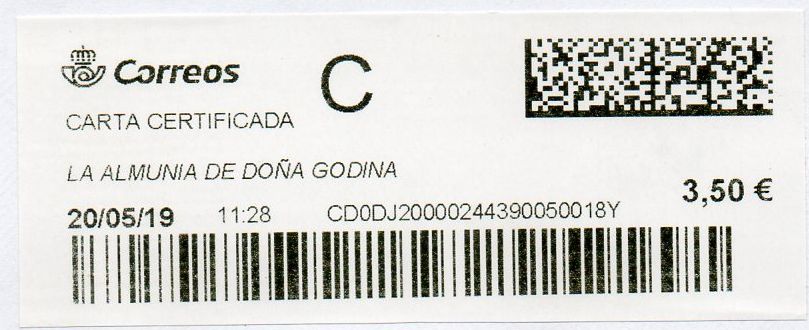 Correos
C
CARTA CERTIFICADA
LA ALMUNIA DE DOÑA GODINA
3,50 €
20/05/19 11:28 CD0DJ20000244390050018Y